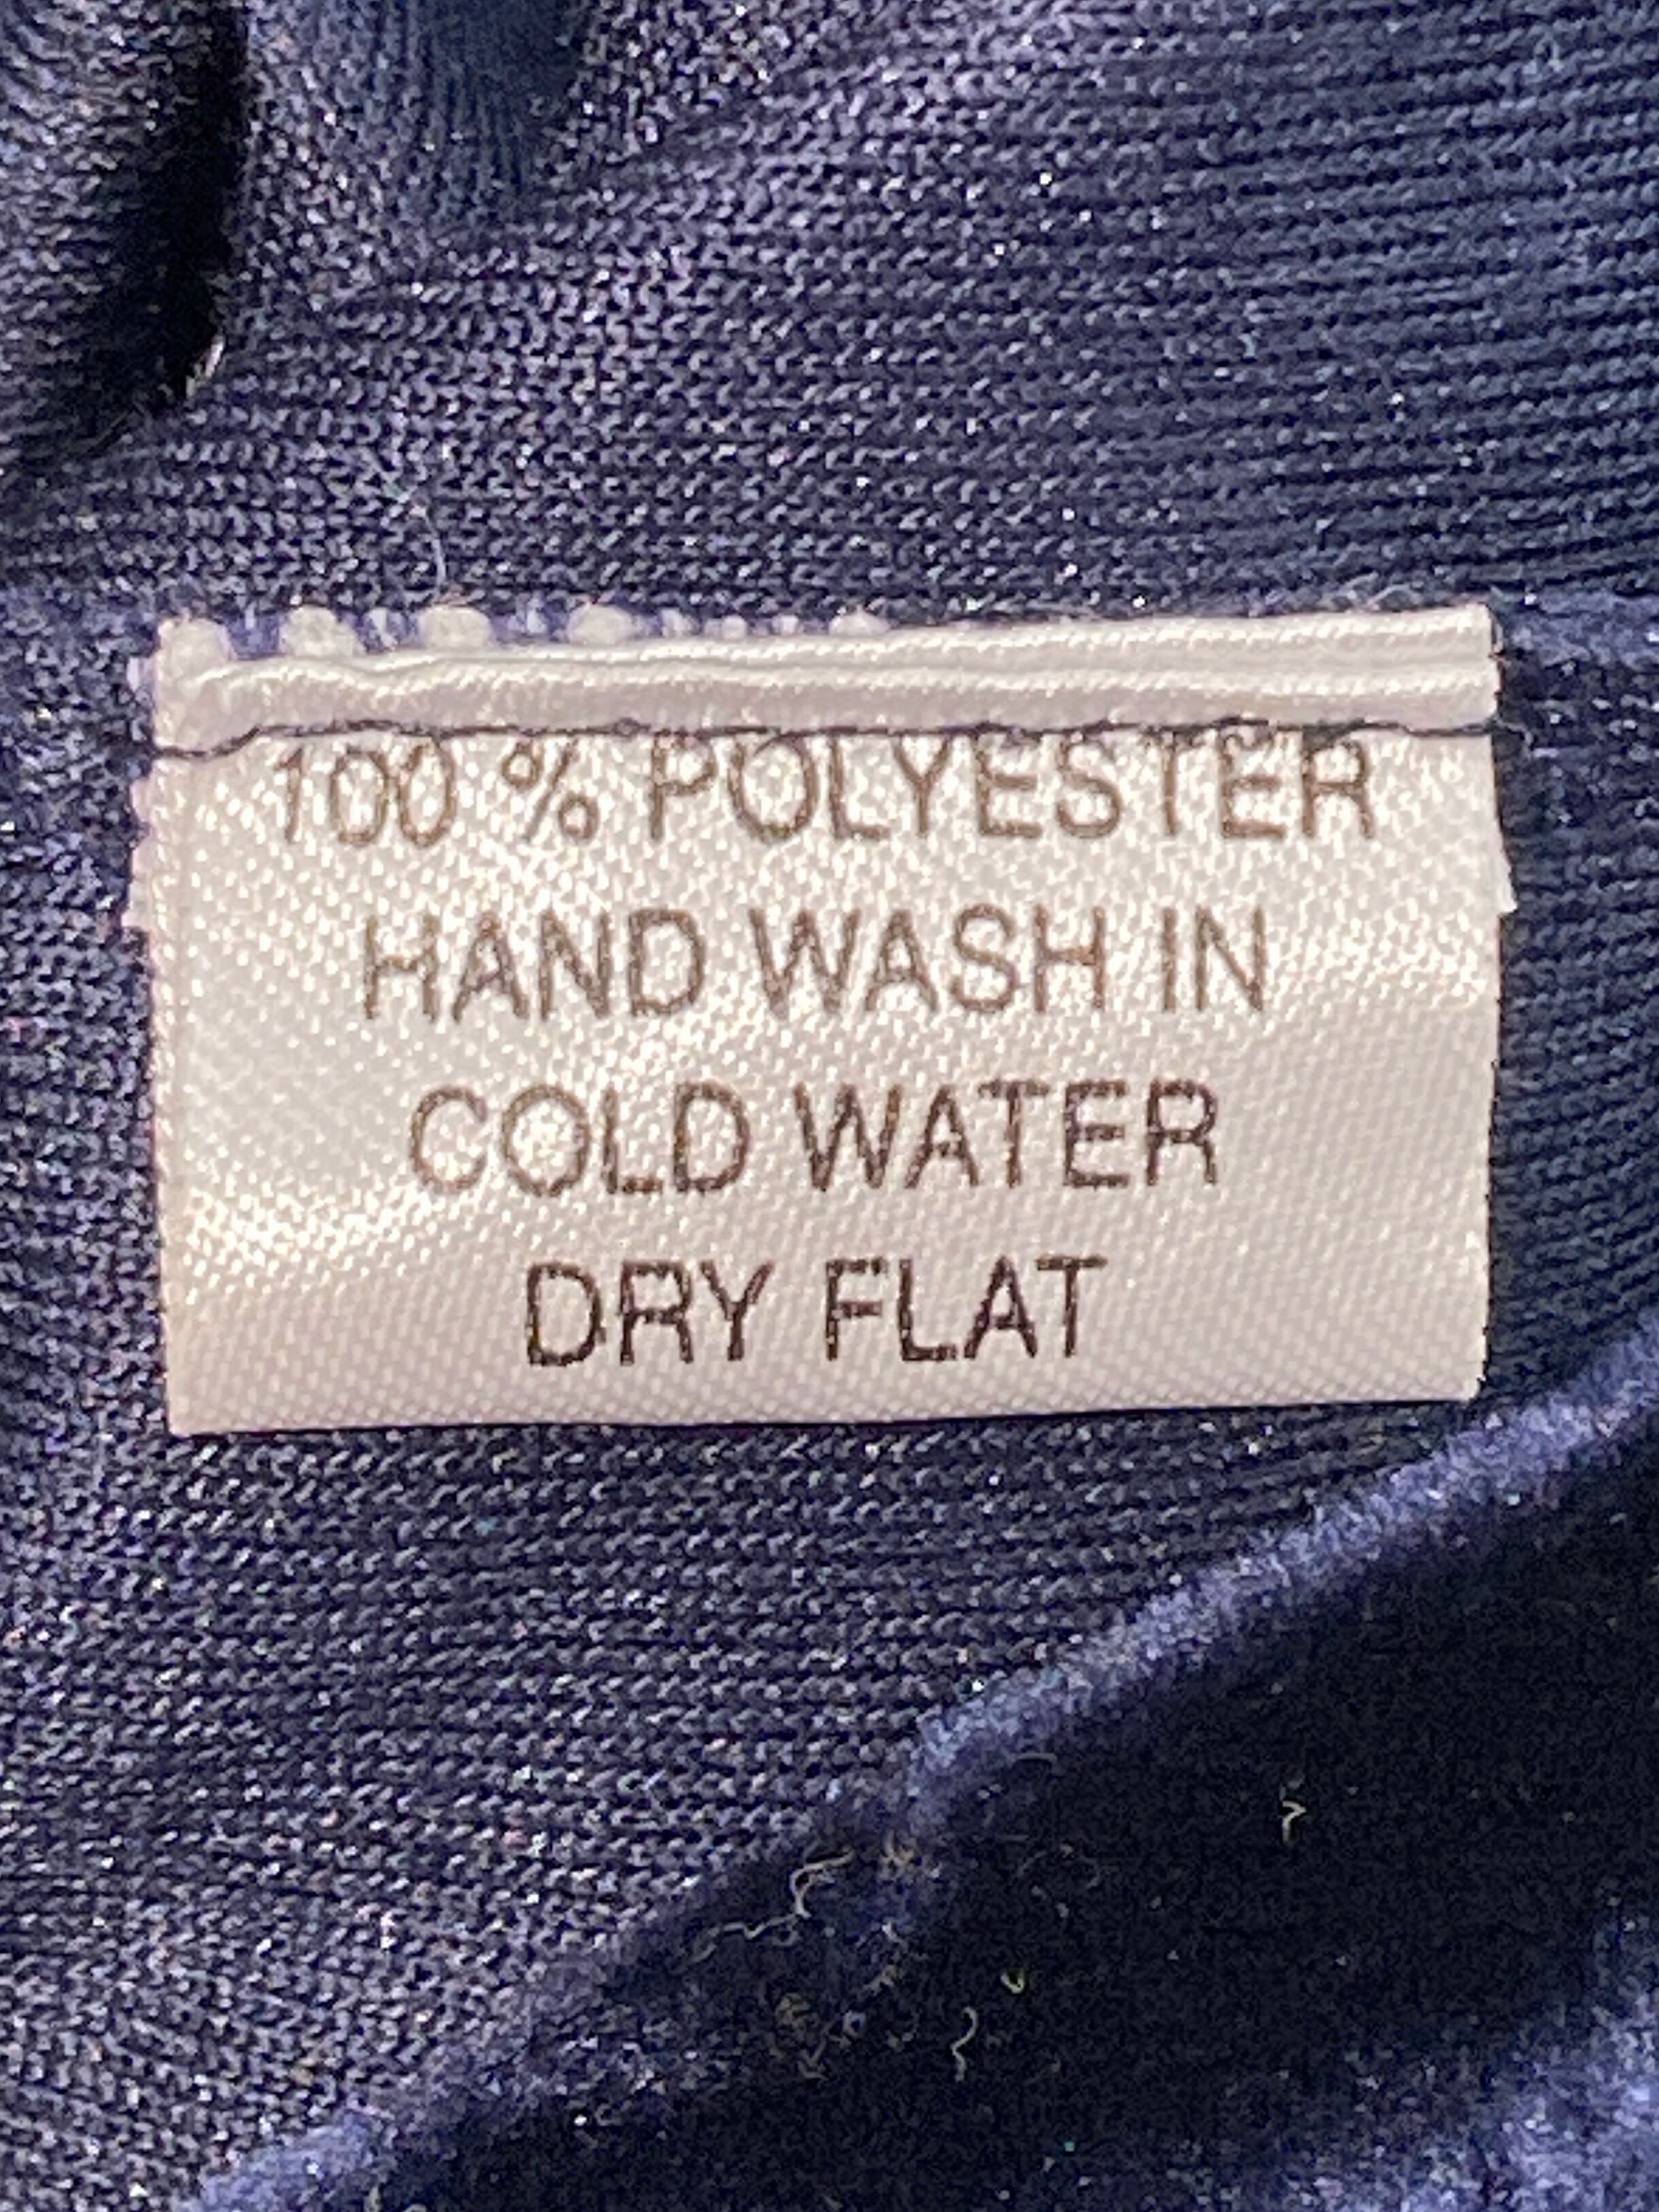 100 % POLYESTER
HAND WASH IN
COLD WATER
DRY FLAT